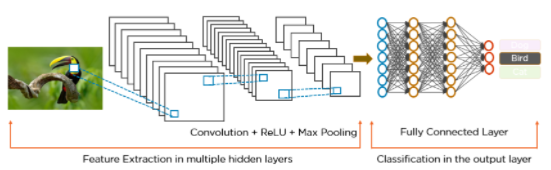 Bird
Convolution + ReLU + Max Pooling
Fully Connected Layer
Feature Extraction in multiple hidden layers
Classification in the output layer